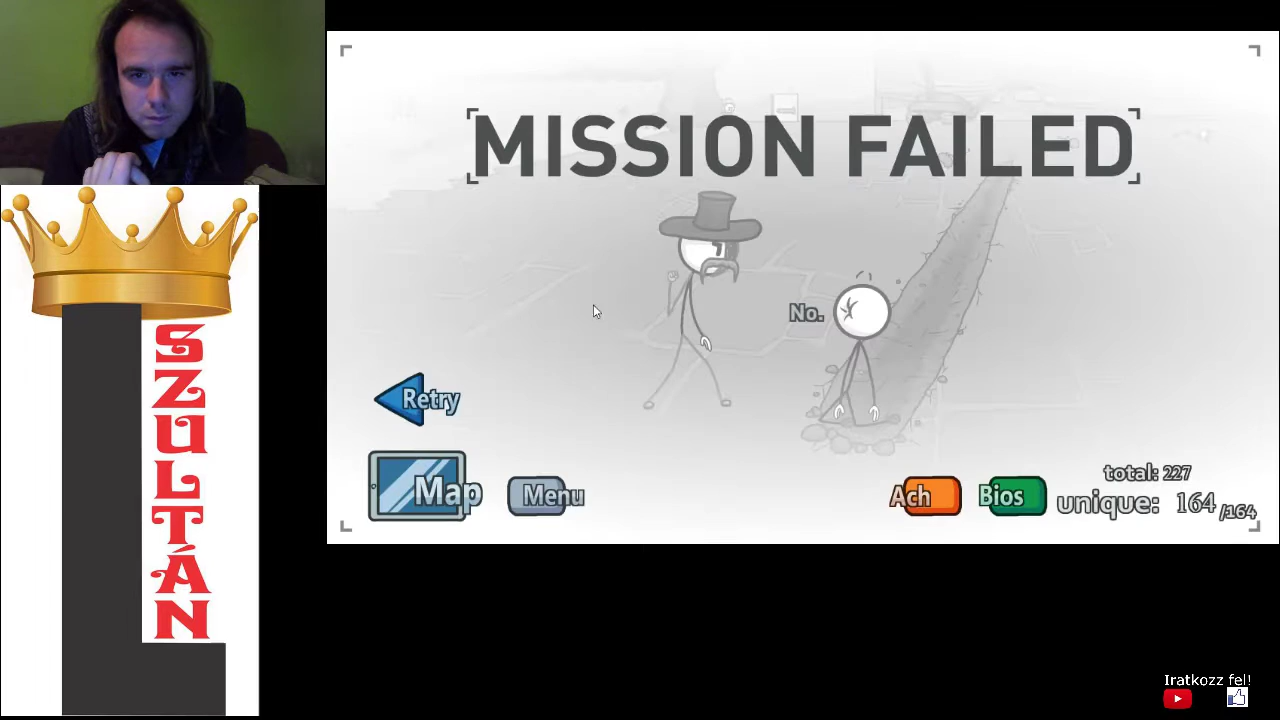 MISSION FAILED
No.
Retry
Map
Menu
Ach
Bios
total: 227
unique: 164 /164
SZULTÁN
Iratkozz fel!